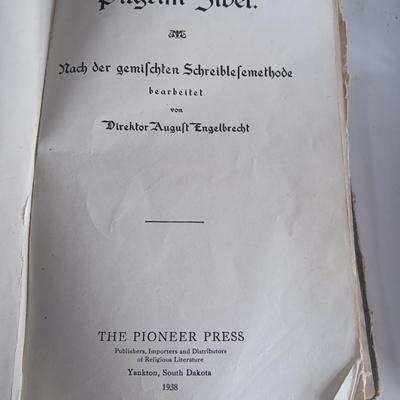 Pilgrim Fibel.
Nach der gemiſchten Schreibleſemethode
bearbeitet
von
Direktor Auguſt Engelbrecht
THE PIONEER PRESS
Publishers, Importers and Distributors
of Religious Literature
Yankton, South Dakota
1938